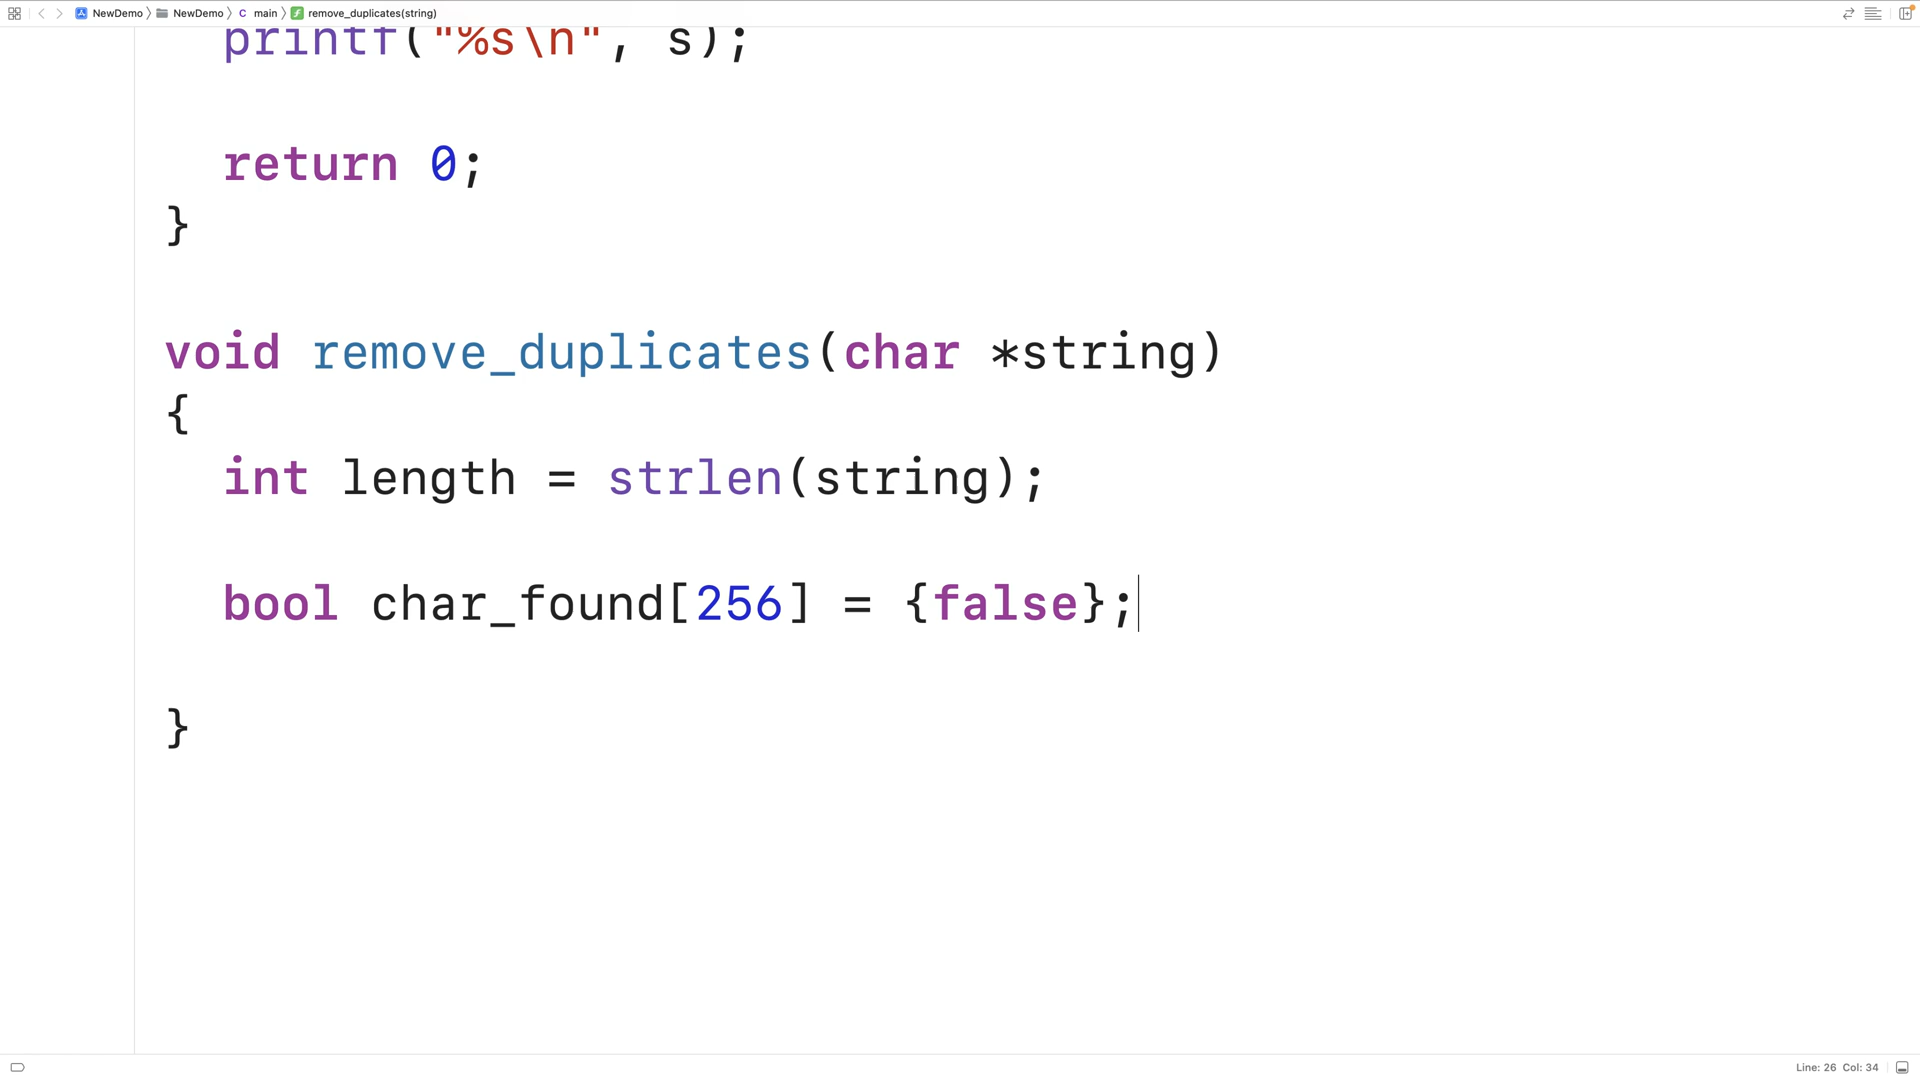 NewDemo NewDemo C main f remove_duplicates(string)
printf("%s\n", s);
return 0;
}
void remove_duplicates(char *string)
{
int length = strlen(string);
bool char_found[256] = {false};
}
Line: 26 Col: 34